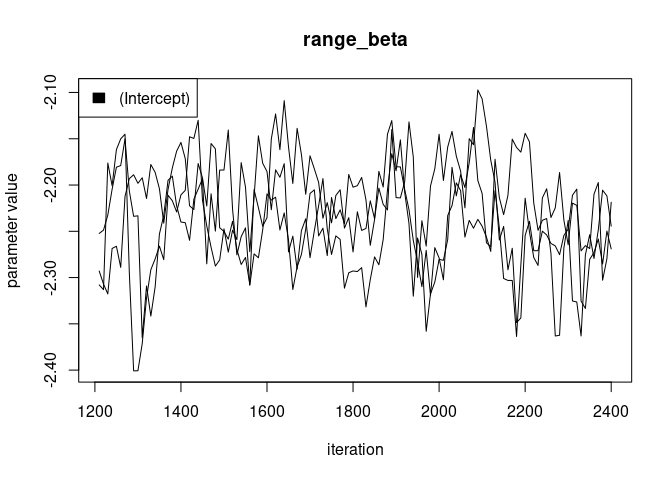 range_beta
(Intercept)
parameter value
-2.10
-2.20
-2.30
-2.40
1200 1400 1600 1800 2000 2200 2400
iteration